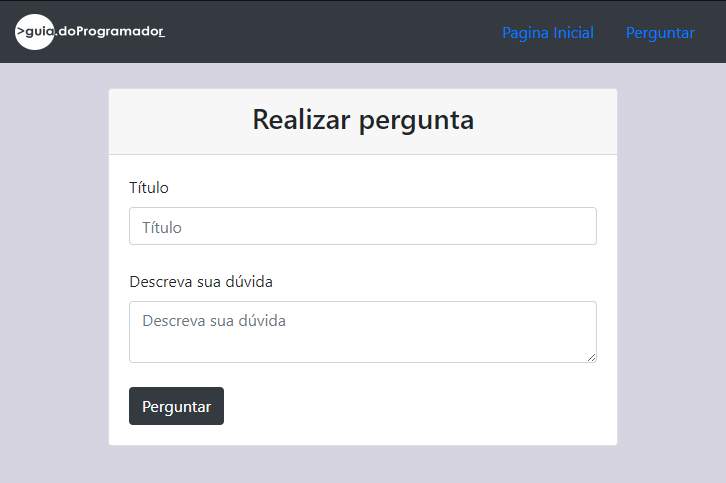 >guia.doProgramador_
Pagina Inicial
Perguntar
Realizar pergunta
Título
Título
Descreva sua dúvida
Descreva sua dúvida
Perguntar